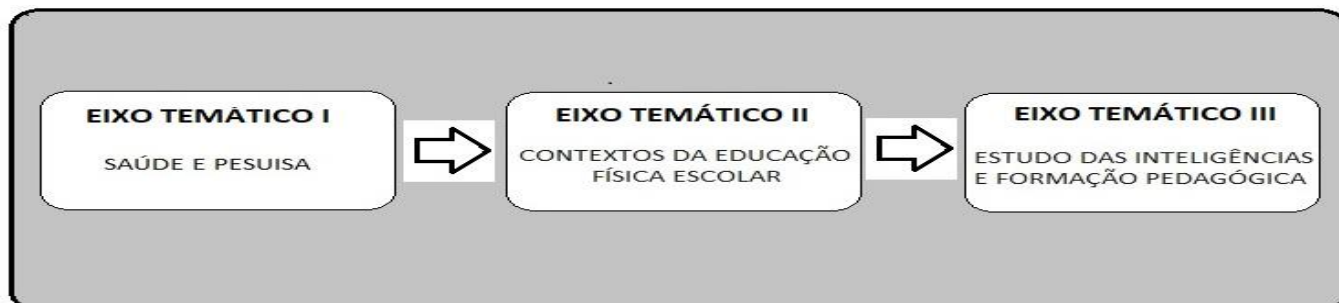 EIXO TEMÁTICO I
SAÚDE E PESUISA
EIXO TEMÁTICO II
CONTEXTOS DA EDUCAÇÃO
FÍSICA ESCOLAR
EIXO TEMÁTICO III
ESTUDO DAS INTELIGÊNCIAS
E FORMAÇÃO PEDAGÓGICA